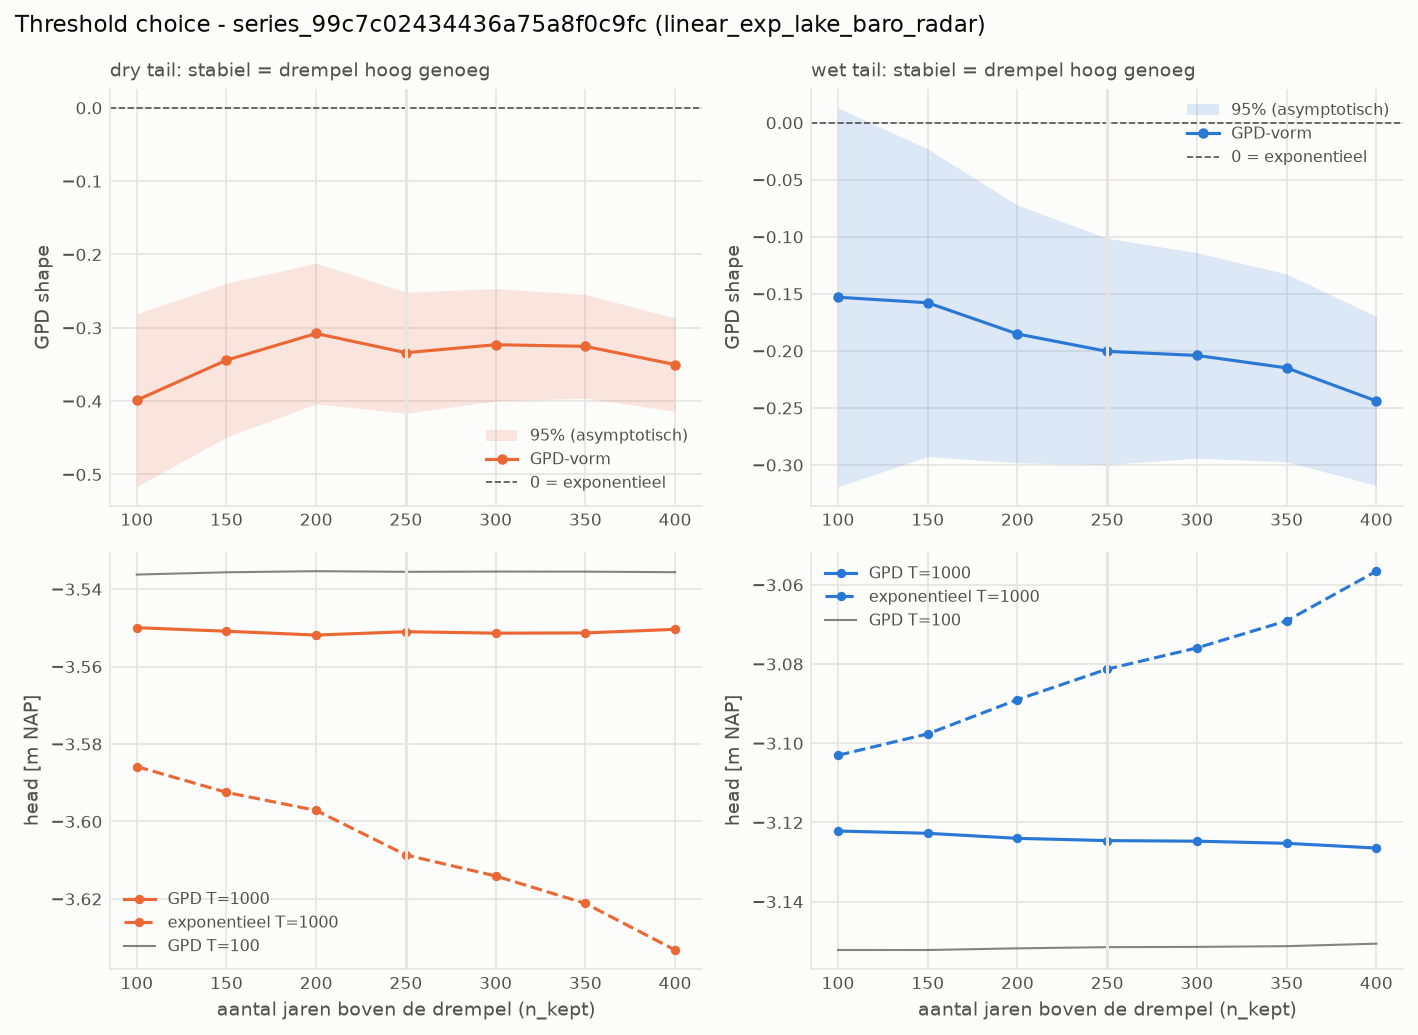 Threshold choice - series_99c7c02434436a75a8f0c9fc (linear_exp_lake_baro_radar)
dry tail: stabiel = drempel hoog genoeg
GPD shape
0.0
−0.1
−0.2
−0.3
−0.4
−0.5
95% (asymptotisch)
GPD-vorm
0 = exponentieel
100 150 200 250 300 350 400
wet tail: stabiel = drempel hoog genoeg
GPD shape
0.00
−0.05
−0.10
−0.15
−0.20
−0.25
−0.30
95% (asymptotisch)
GPD-vorm
0 = exponentieel
100 150 200 250 300 350 400
head [m NAP]
−3.54
−3.56
−3.58
−3.60
−3.62
GPD T=1000
exponentieel T=1000
GPD T=100
100 150 200 250 300 350 400
aantal jaren boven de drempel (n_kept)
head [m NAP]
−3.06
−3.08
−3.10
−3.12
−3.14
GPD T=1000
exponentieel T=1000
GPD T=100
100 150 200 250 300 350 400
aantal jaren boven de drempel (n_kept)